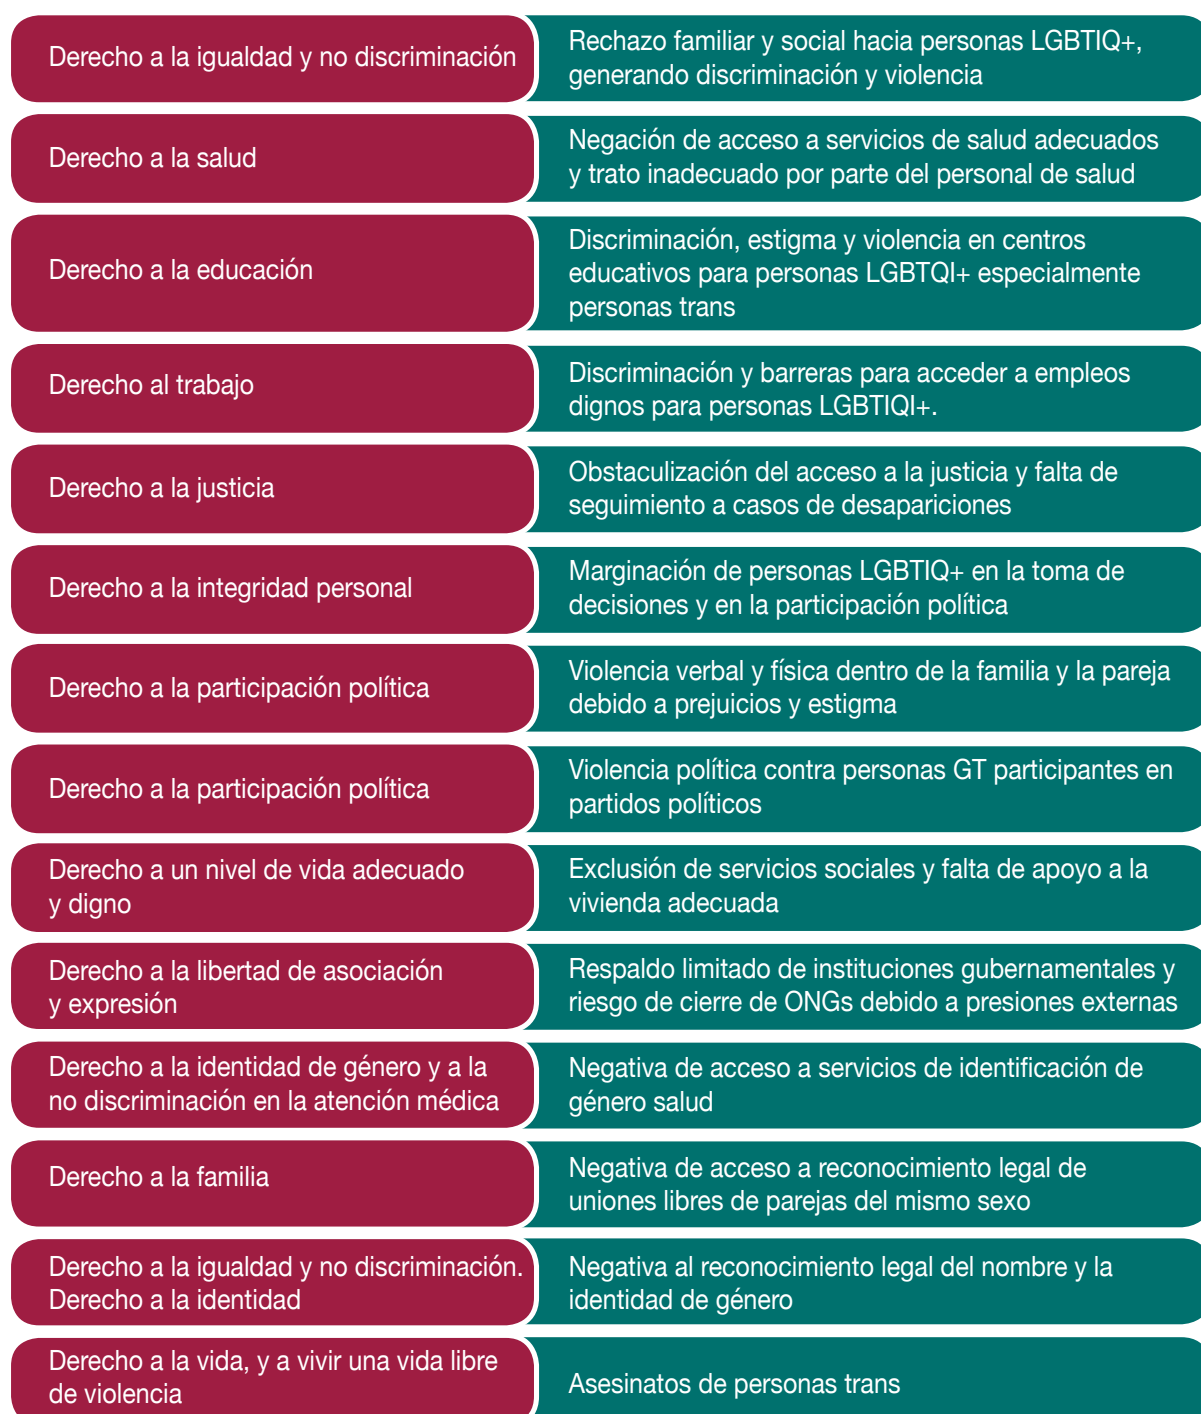 Derecho a la igualdad y no discriminación
Rechazo familiar y social hacia personas LGBTIQ+,
generando discriminación y violencia
Derecho a la salud
Negación de acceso a servicios de salud adecuados
y trato inadecuado por parte del personal de salud
Derecho a la educación
Discriminación, estigma y violencia en centros
educativos para personas LGBTQI+ especialmente
personas trans
Derecho al trabajo
Discriminación y barreras para acceder a empleos
dignos para personas LGBTIQI+.
Derecho a la justicia
Obstaculización del acceso a la justicia y falta de
seguimiento a casos de desapariciones
Derecho a la integridad personal
Marginación de personas LGBTIQ+ en la toma de
decisiones y en la participación política
Derecho a la participación política
Violencia verbal y física dentro de la familia y la pareja
debido a prejuicios y estigma
Derecho a la participación política
Violencia política contra personas GT participantes en
partidos políticos
Derecho a un nivel de vida adecuado
y digno
Exclusión de servicios sociales y falta de apoyo a la
vivienda adecuada
Derecho a la libertad de asociación
y expresión
Respaldo limitado de instituciones gubernamentales y
riesgo de cierre de ONGs debido a presiones externas
Derecho a la identidad de género y a la
no discriminación en la atención médica
Negativa de acceso a servicios de identificación de
género salud
Derecho a la familia
Negativa de acceso a reconocimiento legal de
uniones libres de parejas del mismo sexo
Derecho a la igualdad y no discriminación.
Derecho a la identidad
Negativa al reconocimiento legal del nombre y la
identidad de género
Derecho a la vida, y a vivir una vida libre
de violencia
Asesinatos de personas trans